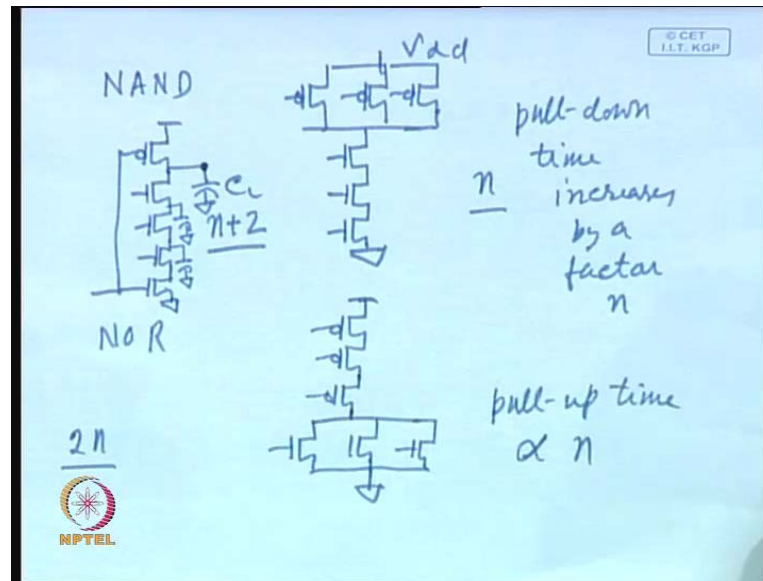 © CET
I.I.T. KGP
NAND
Vdd
CL
n+2
n
pull-down
time
increases
by a
factor
n
NOR
pull-up time
∝ n
2n
NPTEL